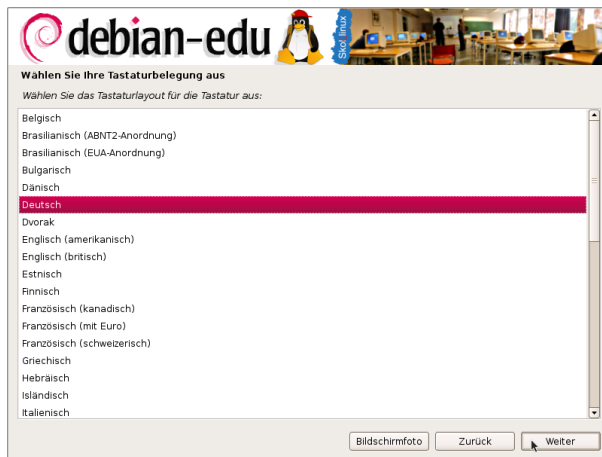 debian-edu
Skolelinux
Wählen Sie Ihre Tastaturbelegung aus
Wählen Sie das Tastaturlayout für die Tastatur aus:
Belgisch
Brasilianisch (ABNT2-Anordnung)
Brasilianisch (EUA-Anordnung)
Bulgarisch
Dänisch
Deutsch
Dvorak
Englisch (amerikanisch)
Englisch (britisch)
Estnisch
Finnisch
Französisch (kanadisch)
Französisch (mit Euro)
Französisch (schweizerisch)
Griechisch
Hebräisch
Isländisch
Italienisch
Bildschirmfoto
Zurück
Weiter